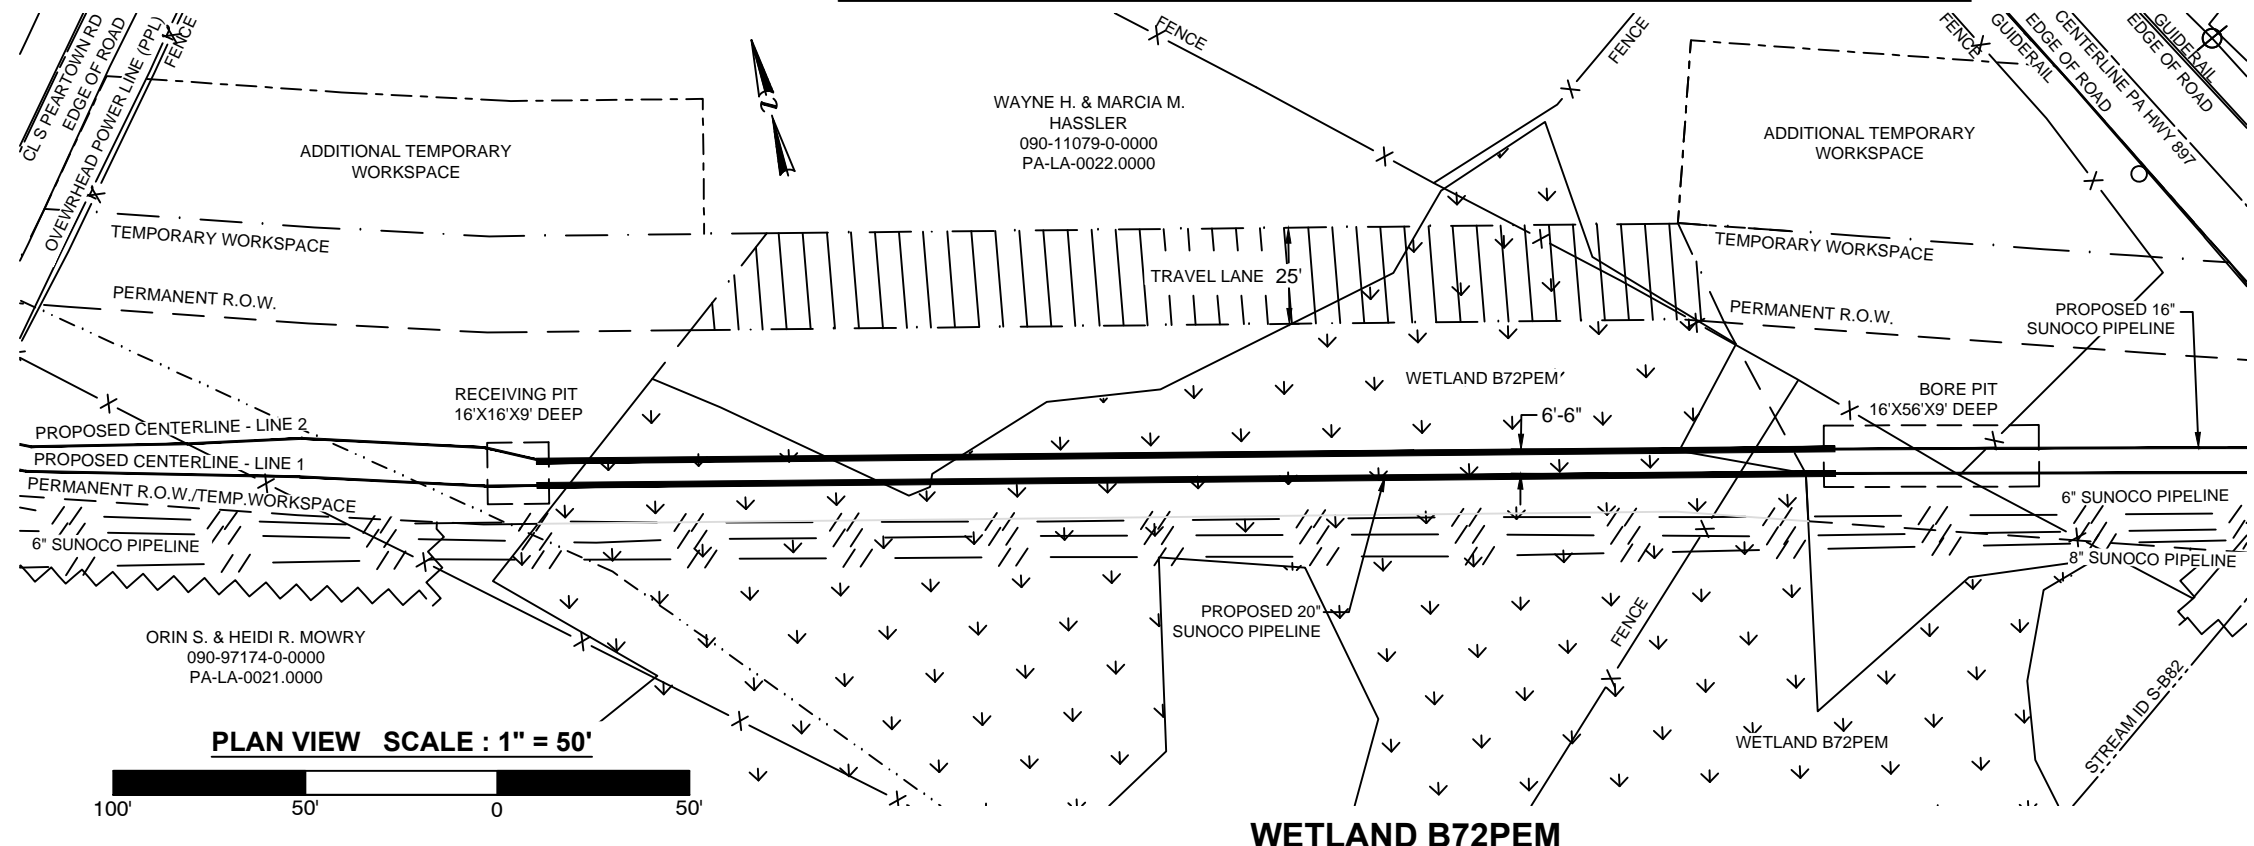 CL S PEARTOWN RD
EDGE OF ROAD
OVEWRHEAD POWER LINE (PPL)
FENCE
ADDITIONAL TEMPORARY
WORKSPACE
WAYNE H. & MARCIA M.
HASSLER
090-11079-0-0000
PA-LA-0022.0000
FENCE
FENCE
ADDITIONAL TEMPORARY
WORKSPACE
FENCE
GUIDERAIL
EDGE OF ROAD
CENTERLINE PA HWY 897
GUIDERAIL
EDGE OF ROAD
TEMPORARY WORKSPACE
TRAVEL LANE 25'
TEMPORARY WORKSPACE
PERMANENT R.O.W.
PERMANENT R.O.W.
PROPOSED 16"
SUNOCO PIPELINE
RECEIVING PIT
16'X16'X9' DEEP
WETLAND B72PEM
6'-6"
BORE PIT
16'X56'X9' DEEP
PROPOSED CENTERLINE - LINE 2
PROPOSED CENTERLINE - LINE 1
PERMANENT R.O.W./TEMP.WORKSPACE
6" SUNOCO PIPELINE
6" SUNOCO PIPELINE
8" SUNOCO PIPELINE
PROPOSED 20"
SUNOCO PIPELINE
FENCE
ORIN S. & HEIDI R. MOWRY
090-97174-0-0000
PA-LA-0021.0000
STREAM ID S-B82
WETLAND B72PEM
PLAN VIEW SCALE : 1" = 50'
100' 50' 0 50'
WETLAND B72PEM